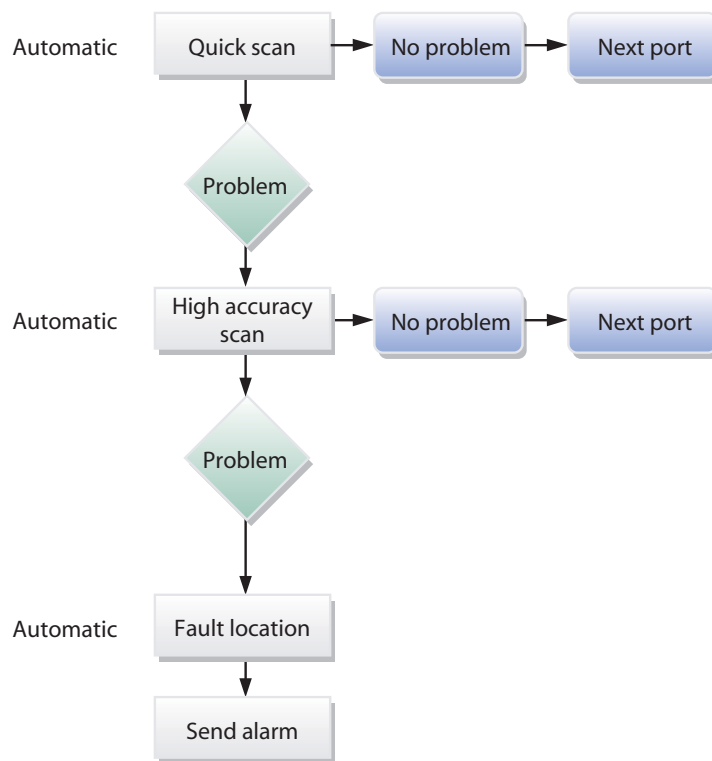 Automatic
Quick scan
No problem
Next port
Problem
Automatic
High accuracy
scan
No problem
Next port
Problem
Automatic
Fault location
Send alarm